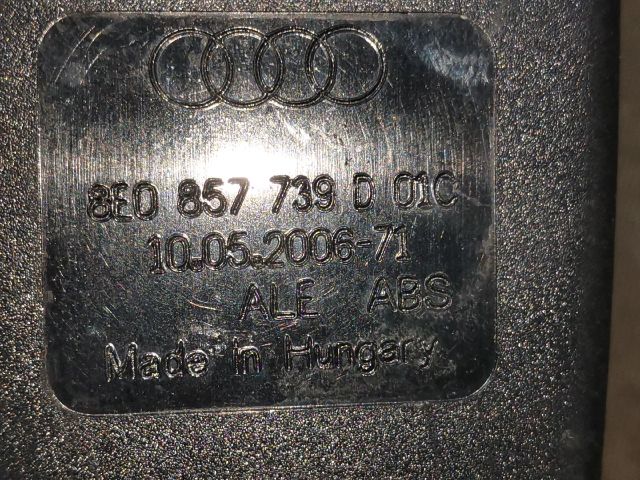 8E0 857 739 D 01C
10.05.2006-71
ALE ABS
Made in Hungary